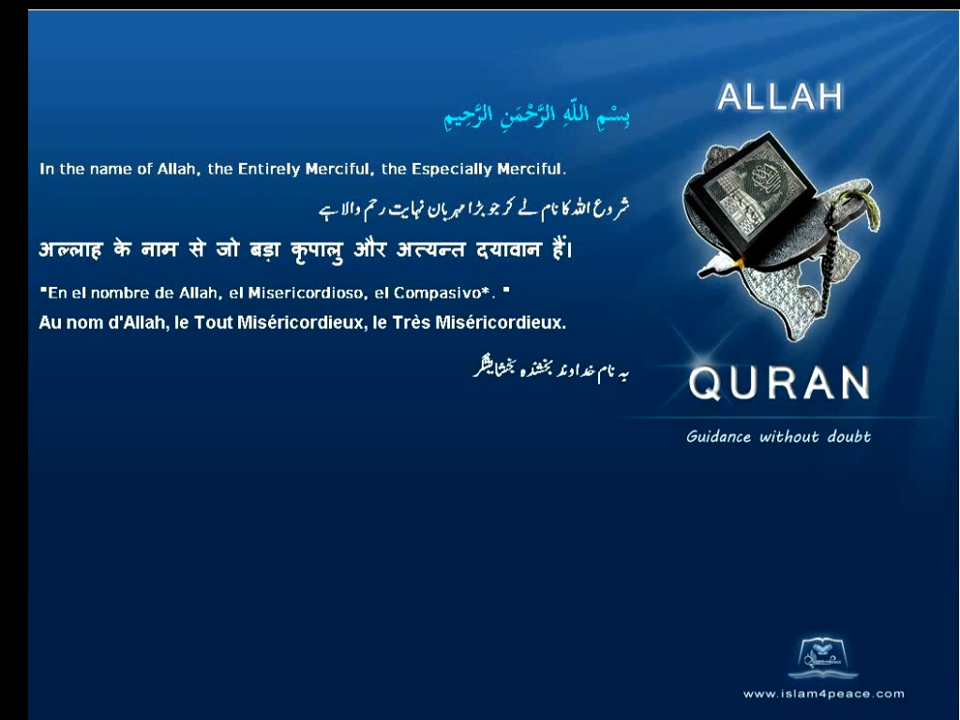 بِسْمِ اللَّهِ الرَّحْمَنِ الرَّحِيمِ
In the name of Allah, the Entirely Merciful, the Especially Merciful.
شروع الله کا نام لے کر جو بڑا مہربان نہایت رحم والا ہے
अल्लाह के नाम से जो बड़ा कृपालु और अत्यन्त दयावान हैं।
"En el nombre de Allah, el Misericordioso, el Compasivo*. "
Au nom d'Allah, le Tout Miséricordieux, le Très Miséricordieux.
به نام خداوند بخشنده بخشایشگر
ALLAH
QURAN
Guidance without doubt
www.islam4peace.com